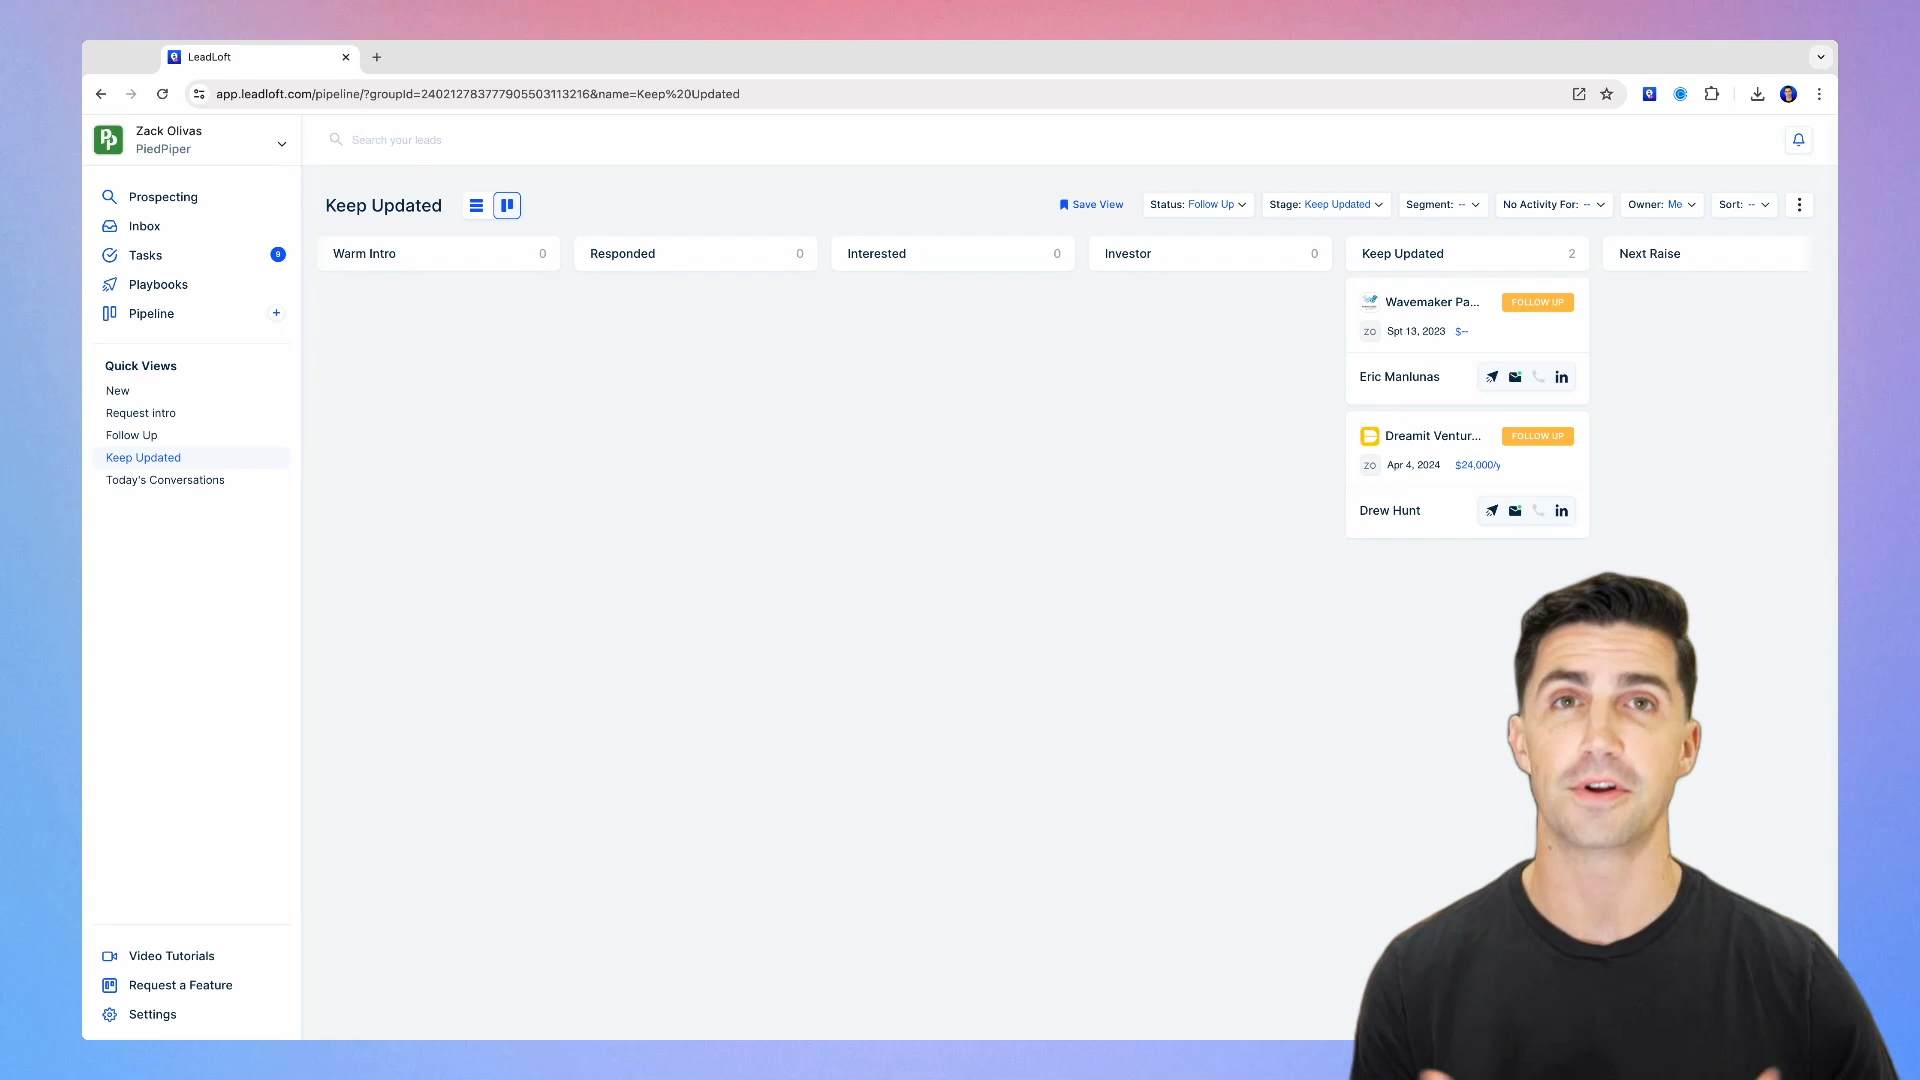 LeadLoft
app.leadloft.com/pipeline/?groupId=240212783777905503113216&name=Keep%20Updated
Zack Olivas
PiedPiper
Search your leads
Prospecting
Inbox
Tasks 9
Playbooks
Pipeline +
Quick Views
New
Request intro
Follow Up
Keep Updated
Today's Conversations
Video Tutorials
Request a Feature
Settings
Keep Updated
Save View Status: Follow Up Stage: Keep Updated Segment: -- No Activity For: -- Owner: Me Sort: --
Warm Intro 0 Responded 0 Interested 0 Investor 0 Keep Updated 2 Next Raise
Wavemaker Pa... FOLLOW UP
ZO Spt 13, 2023 $--
Eric Manlunas in
Dreamit Ventur... FOLLOW UP
ZO Apr 4, 2024 $24,000/y
Drew Hunt in